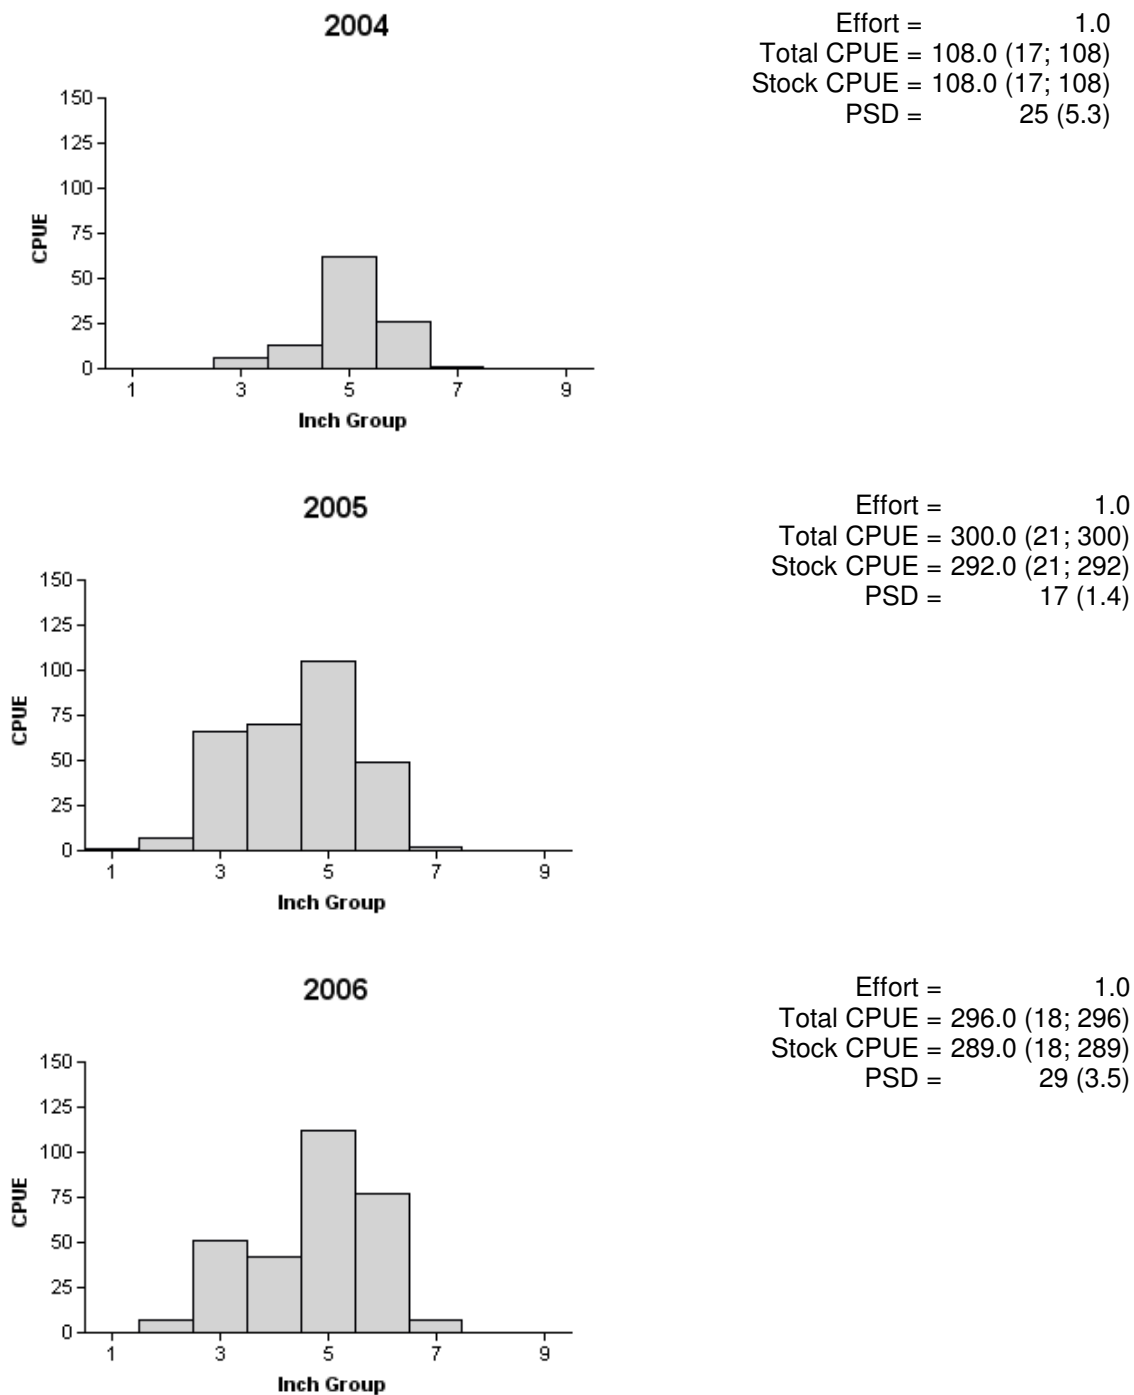 2004
Effort = 1.0
Total CPUE = 108.0 (17; 108)
Stock CPUE = 108.0 (17; 108)
PSD = 25 (5.3)
150
125
100
75
50
25
0
CPUE
1 3 5 7 9
Inch Group
2005
Effort = 1.0
Total CPUE = 300.0 (21; 300)
Stock CPUE = 292.0 (21; 292)
PSD = 17 (1.4)
150
125
100
75
50
25
0
CPUE
1 3 5 7 9
Inch Group
2006
Effort = 1.0
Total CPUE = 296.0 (18; 296)
Stock CPUE = 289.0 (18; 289)
PSD = 29 (3.5)
150
125
100
75
50
25
0
CPUE
1 3 5 7 9
Inch Group